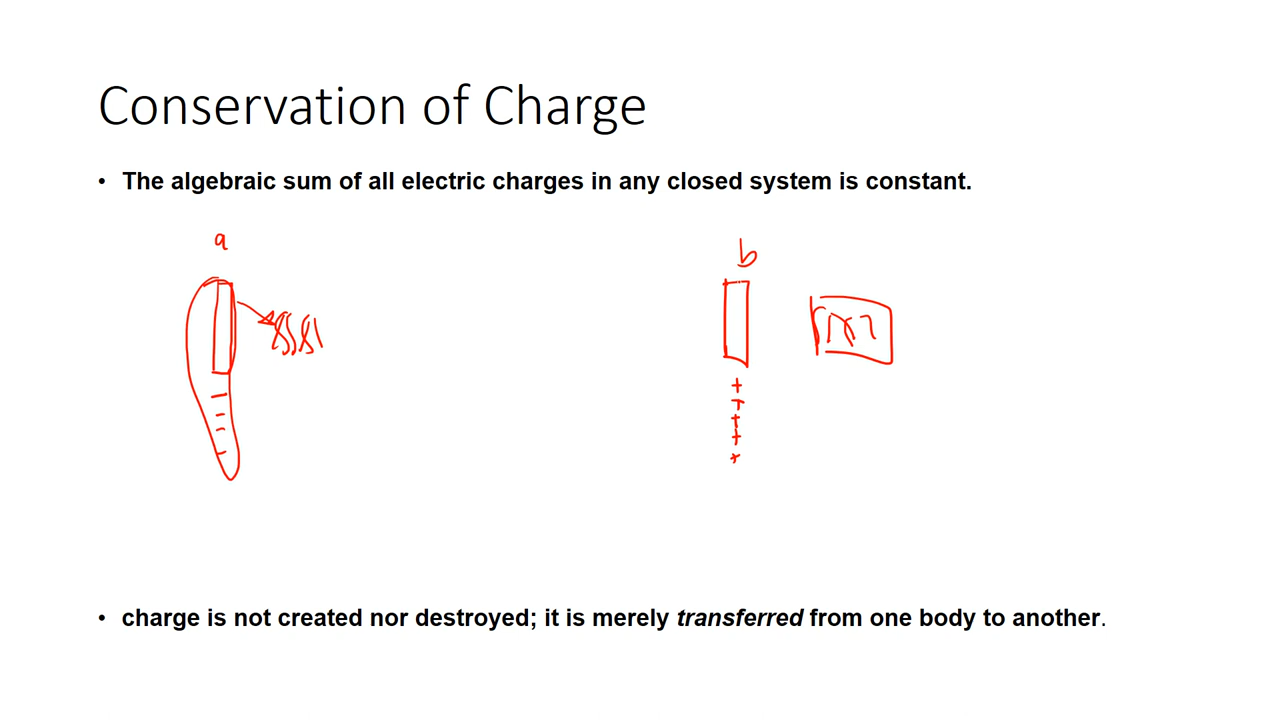 Conservation of Charge
• The algebraic sum of all electric charges in any closed system is constant.
a
b
+
+
+
+
+
• charge is not created nor destroyed; it is merely transferred from one body to another.